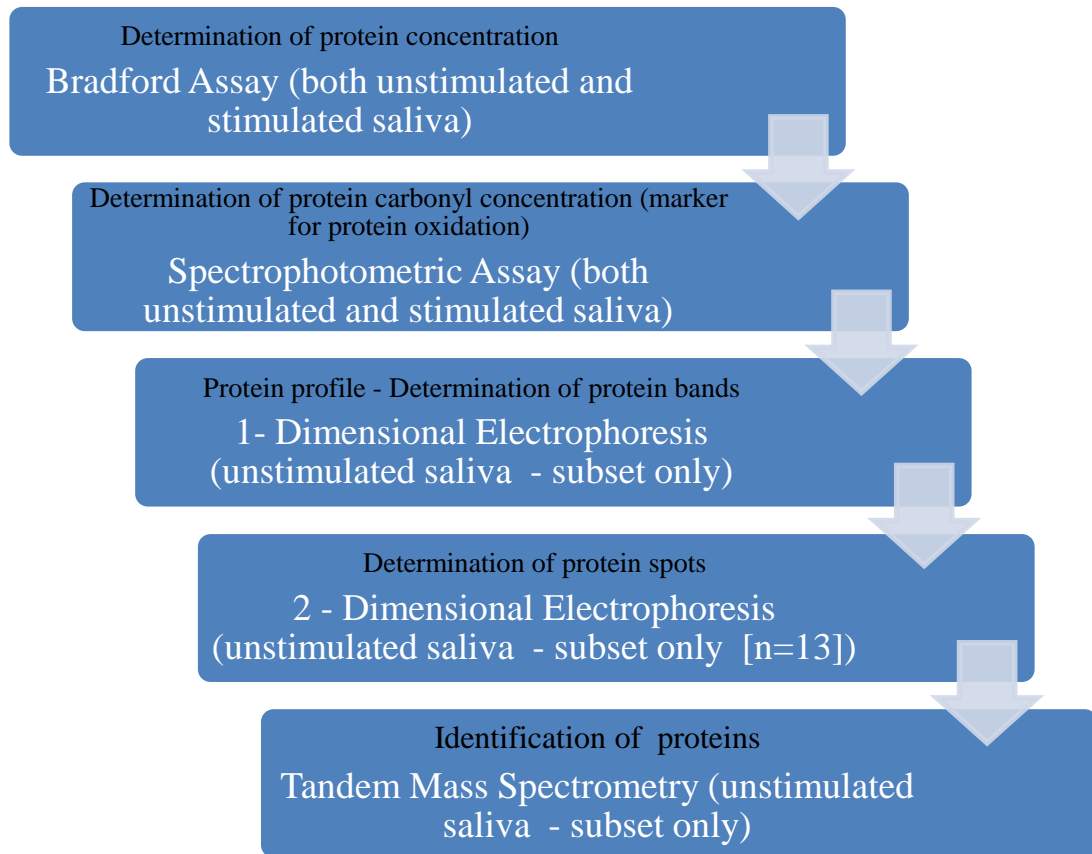 Determination of protein concentration
Bradford Assay (both unstimulated and
stimulated saliva)
Determination of protein carbonyl concentration (marker
for protein oxidation)
Spectrophotometric Assay (both
unstimulated and stimulated saliva)
Protein profile - Determination of protein bands
1- Dimensional Electrophoresis
(unstimulated saliva - subset only)
Determination of protein spots
2 - Dimensional Electrophoresis
(unstimulated saliva - subset only [n=13])
Identification of proteins
Tandem Mass Spectrometry (unstimulated
saliva - subset only)